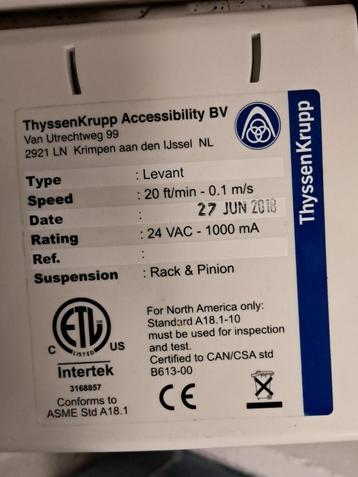 ThyssenKrupp Accessibility BV
Van Utrechtweg 99
2921 LN Krimpen aan den IJssel NL
Type : Levant
Speed : 20 ft/min - 0.1 m/s
Date : 27 JUN 2018
Rating : 24 VAC - 1000 mA
Ref. :
Suspension : Rack & Pinion
ThyssenKrupp
ETL
LISTED
C US
Intertek
3168857
Conforms to
ASME Std A18.1
For North America only:
Standard A18.1-10
must be used for inspection
and test.
Certified to CAN/CSA std
B613-00
CE